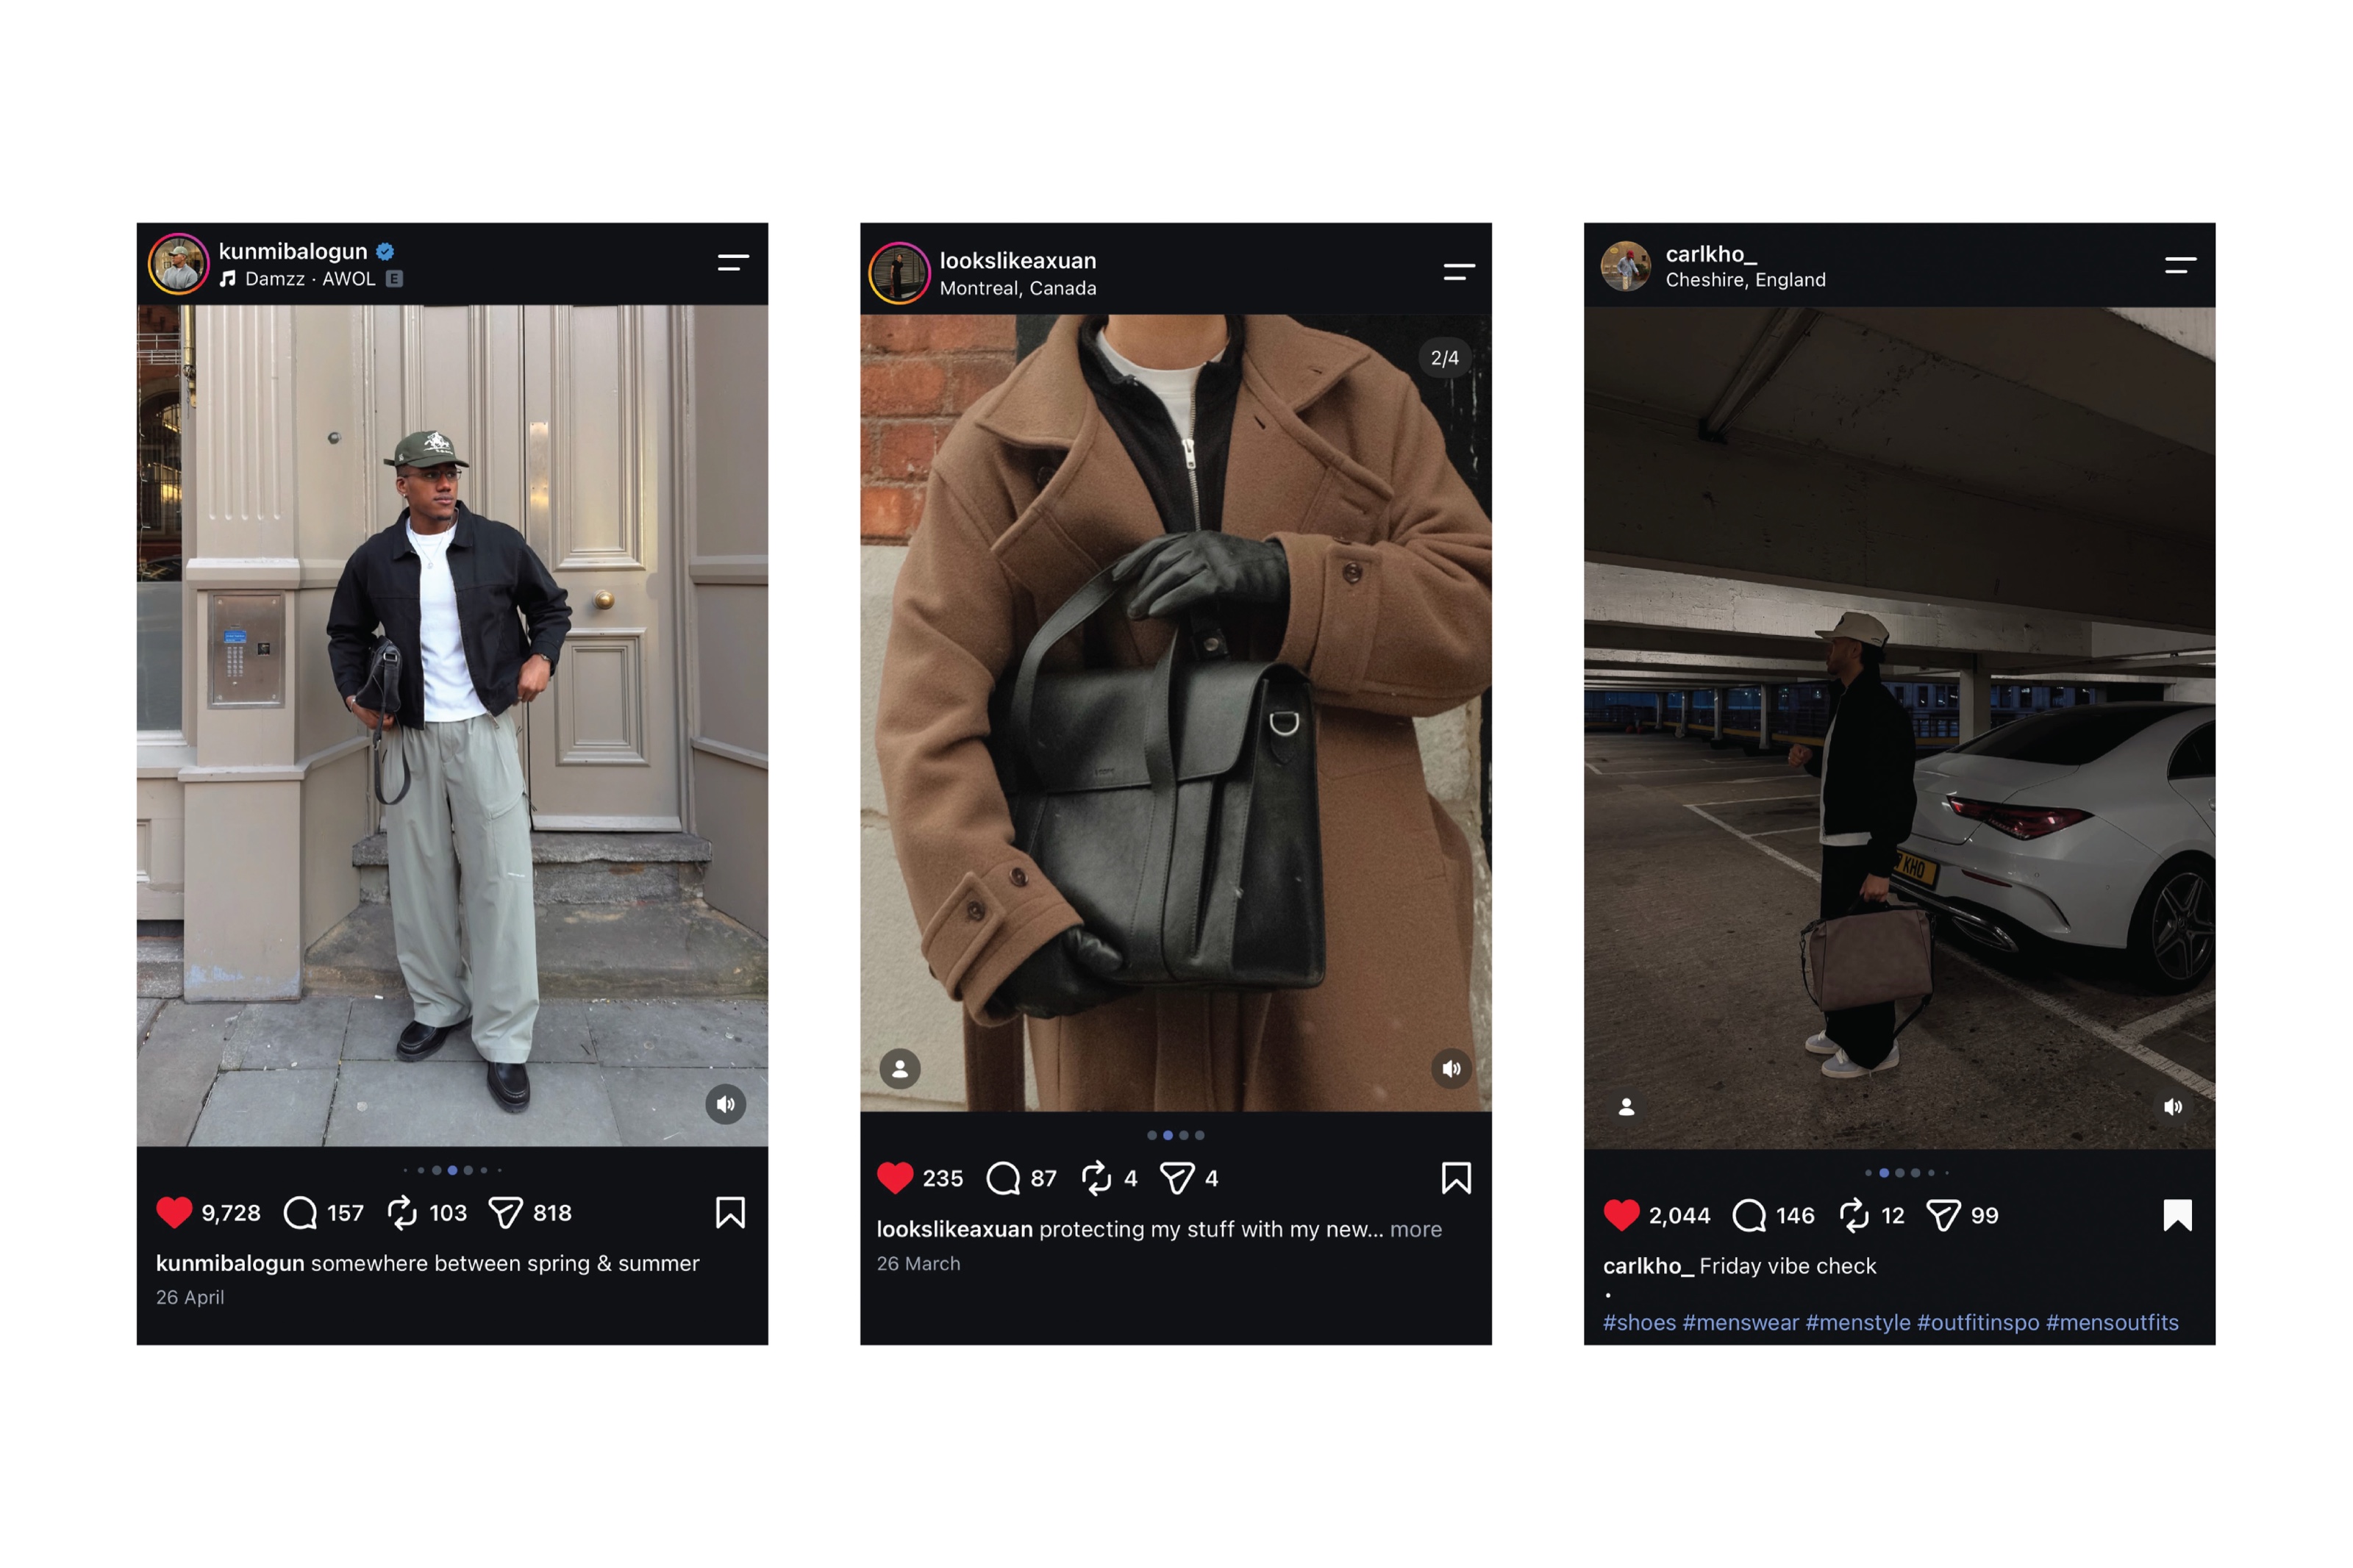 kunmibalogun
Damzz · AWOL E
9,728 157 103 818
kunmibalogun somewhere between spring & summer
26 April
lookslikeaxuan
Montreal, Canada
2/4
235 87 4 4
lookslikeaxuan protecting my stuff with my new... more
26 March
carlkho_
Cheshire, England
KHO
2,044 146 12 99
carlkho_ Friday vibe check
.
#shoes #menswear #menstyle #outfitinspo #mensoutfits